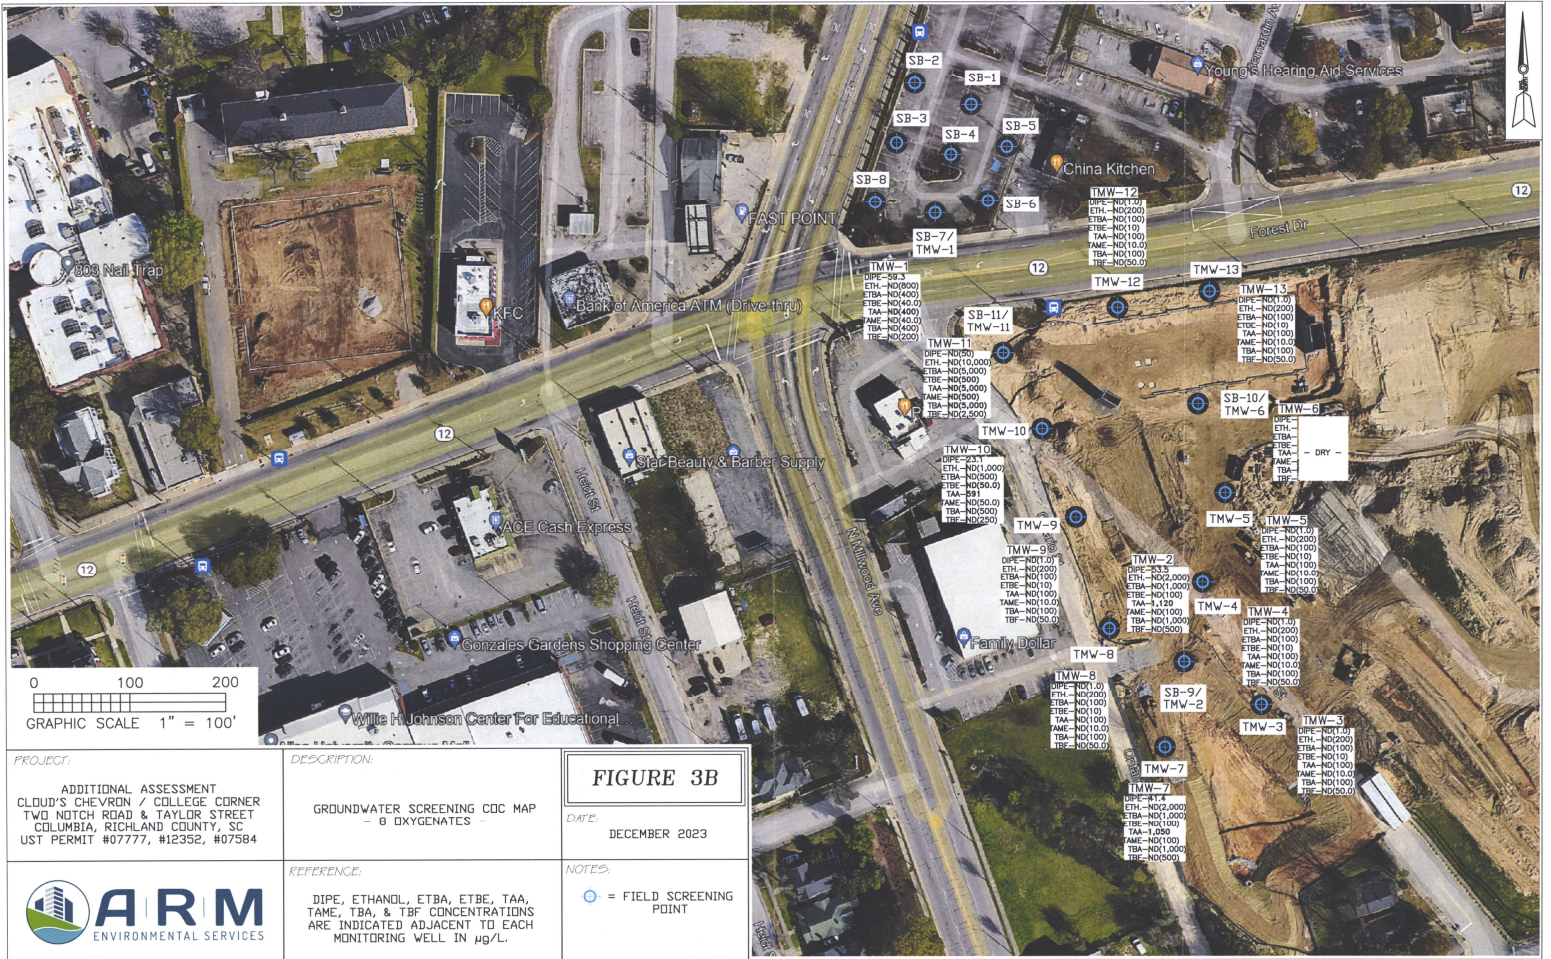 SB-2
SB-1
Young's Hearing Aid Services
SB-3
SB-4
SB-5
China Kitchen
SB-8
SB-6
12
FAST POINT
SB-7/
TMW-1
Forest Dr
TMW-12
DIPE-ND(1.0)
ETH.-ND(200)
ETBA-ND(100)
ETBE-ND(10)
TAA-ND(100)
TAME-ND(10.0)
TBA-ND(100)
TBF-ND(50.0)
803 Nail Trap
12
TMW-1
DIPE-59.3
ETH.-ND(800)
ETBA-ND(400)
ETBE-ND(40.0)
TAA-ND(400)
TAME-ND(40.0)
TBA-ND(400)
TBF-ND(200)
TMW-12
TMW-13
TMW-13
DIPE-ND(1.0)
ETH.-ND(200)
ETBA-ND(100)
ETBE-ND(10)
TAA-ND(100)
TAME-ND(10.0)
TBA-ND(100)
TBF-ND(50.0)
KFC
Bank of America ATM (Drive-thru)
SB-11/
TMW-11
TMW-11
DIPE-ND(50)
ETH.-ND(10,000)
ETBA-ND(5,000)
ETBE-ND(500)
TAA-ND(5,000)
TAME-ND(500)
TBA-ND(5,000)
TBF-ND(2,500)
SB-10/
TMW-6
TMW-6
DIPE-
ETH.-
ETBA-
ETBE-
TAA-
TAME-
TBA-
TBF-
- DRY -
12
TMW-10
TMW-10
DIPE-23.1
ETH.-ND(1,000)
ETBA-ND(500)
ETBE-ND(50.0)
TAA-591
TAME-ND(50.0)
TBA-ND(500)
TBF-ND(250)
Star Beauty & Barber Supply
Heidt St
ACE Cash Express
TMW-9
TMW-5
TMW-5
DIPE-ND(1.0)
ETH.-ND(200)
ETBA-ND(100)
ETBE-ND(10)
TAA-ND(100)
TAME-ND(10.0)
TBA-ND(100)
TBF-ND(50.0)
N Millwood Ave
TMW-9
DIPE-ND(1.0)
ETH.-ND(200)
ETBA-ND(100)
ETBE-ND(10)
TAA-ND(100)
TAME-ND(10.0)
TBA-ND(100)
TBF-ND(50.0)
TMW-2
DIPE-53.5
ETH.-ND(2,000)
ETBA-ND(1,000)
ETBE-ND(100)
TAA-1,120
TAME-ND(100)
TBA-ND(1,000)
TBF-ND(500)
12
Heidt St
TMW-4
TMW-4
DIPE-ND(1.0)
ETH.-ND(200)
ETBA-ND(100)
ETBE-ND(10)
TAA-ND(100)
TAME-ND(10.0)
TBA-ND(100)
TBF-ND(50.0)
Gonzales Gardens Shopping Center
Family Dollar
TMW-8
TMW-8
DIPE-ND(1.0)
ETH.-ND(200)
ETBA-ND(100)
ETBE-ND(10)
TAA-ND(100)
TAME-ND(10.0)
TBA-ND(100)
TBF-ND(50.0)
SB-9/
TMW-2
TMW-3
TMW-3
DIPE-ND(1.0)
ETH.-ND(200)
ETBA-ND(100)
ETBE-ND(10)
TAA-ND(100)
TAME-ND(10.0)
TBA-ND(100)
TBF-ND(50.0)
Willie H Johnson Center For Educational...
TMW-7
TMW-7
DIPE-41.4
ETH.-ND(2,000)
ETBA-ND(1,000)
ETBE-ND(100)
TAA-1,050
TAME-ND(100)
TBA-ND(1,000)
TBF-ND(500)
0 100 200
GRAPHIC SCALE 1" = 100'
PROJECT:
ADDITIONAL ASSESSMENT
CLOUD'S CHEVRON / COLLEGE CORNER
TWO NOTCH ROAD & TAYLOR STREET
COLUMBIA, RICHLAND COUNTY, SC
UST PERMIT #07777, #12352, #07584
DESCRIPTION:
GROUNDWATER SCREENING COC MAP
- 8 OXYGENATES -
FIGURE 3B
DATE:
DECEMBER 2023
ARM
ENVIRONMENTAL SERVICES
REFERENCE:
DIPE, ETHANOL, ETBA, ETBE, TAA,
TAME, TBA, & TBF CONCENTRATIONS
ARE INDICATED ADJACENT TO EACH
MONITORING WELL IN µg/L.
NOTES:
= FIELD SCREENING
POINT